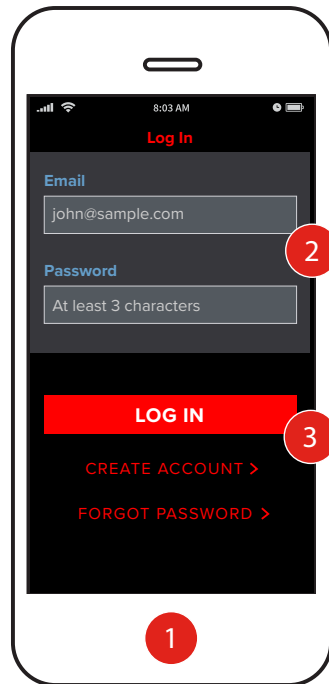 8:03 AM
Log In
Email
john@sample.com
2
Password
At least 3 characters
LOG IN
3
CREATE ACCOUNT >
FORGOT PASSWORD >
1